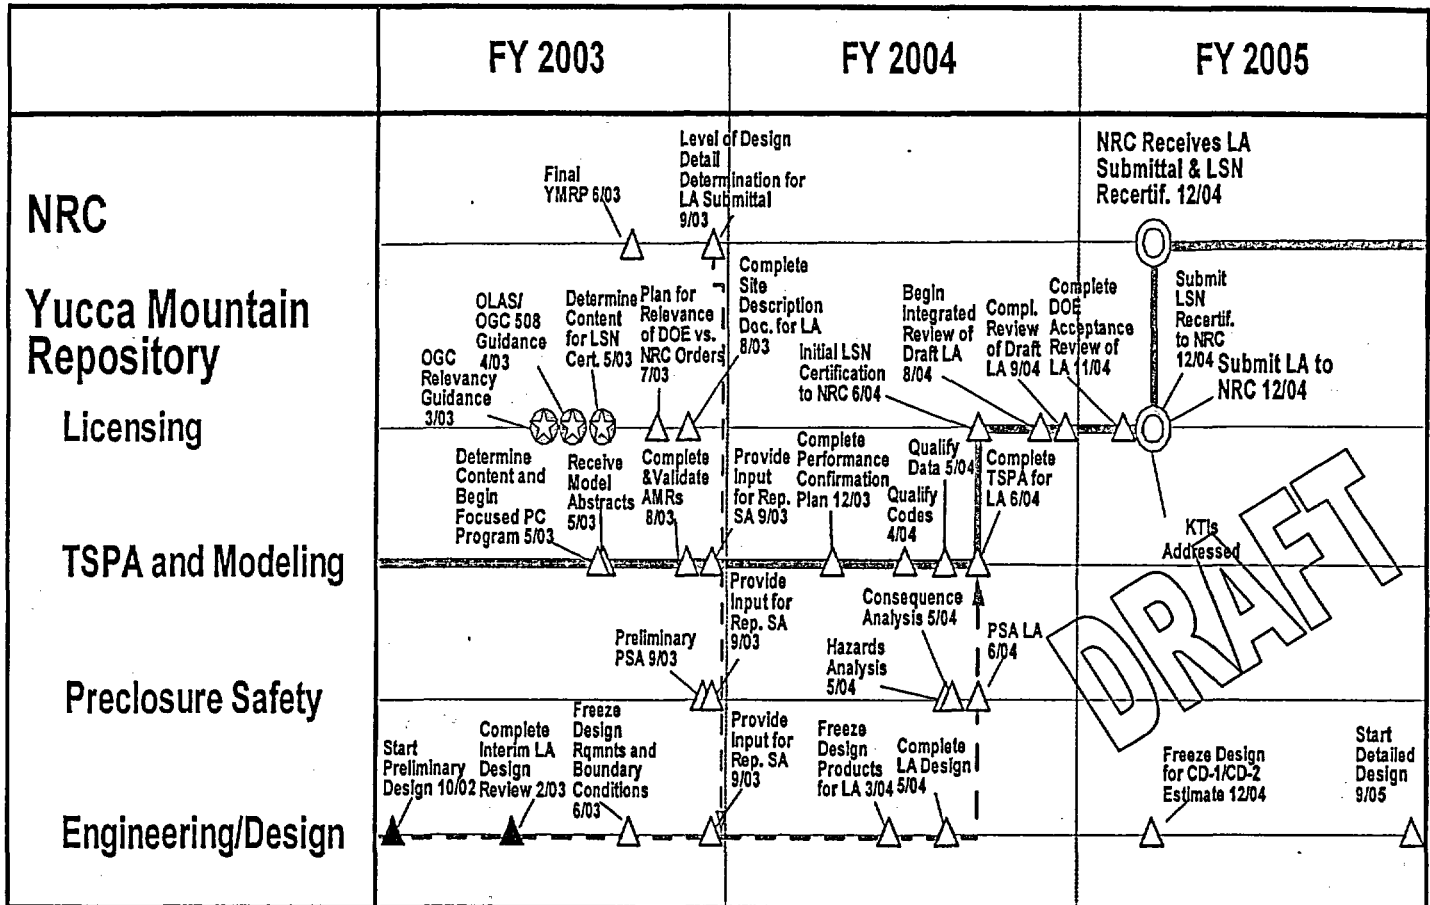 FY 2003
FY 2004
FY 2005
NRC
Final
YMRP 6/03
Level of Design
Detail
Determination for
LA Submittal
9/03
NRC Receives LA
Submittal & LSN
Recertif. 12/04
Yucca Mountain
Repository
Licensing
OGC
Relevancy
Guidance
3/03
OLAS/
OGC 508
Guidance
4/03
Determine
Content
for LSN
Cert. 5/03
Plan for
Relevance
of DOE vs.
NRC Orders
7/03
Complete
Site
Description
Doc. for LA
8/03
Initial LSN
Certification
to NRC 6/04
Begin
Integrated
Review of
Draft LA
8/04
Compl.
Review
of Draft
LA 9/04
Complete
DOE
Acceptance
Review of
LA 11/04
Submit
LSN
Recertif.
to NRC
12/04
Submit LA to
NRC 12/04
TSPA and Modeling
Determine
Content and
Begin
Focused PC
Program 5/03
Receive
Model
Abstracts
5/03
Complete
&Validate
AMRs
8/03
Provide
Input
for Rep.
SA 9/03
Complete
Performance
Confirmation
Plan 12/03
Qualify
Codes
4/04
Qualify
Data 5/04
Complete
TSPA for
LA 6/04
KTIs
Addressed
Preclosure Safety
Preliminary
PSA 9/03
Provide
Input for
Rep. SA
9/03
Hazards
Analysis
5/04
Consequence
Analysis 5/04
PSA LA
6/04
DRAFT
Engineering/Design
Start
Preliminary
Design 10/02
Complete
Interim LA
Design
Review 2/03
Freeze
Design
Rqmnts and
Boundary
Conditions
6/03
Provide
Input for
Rep. SA
9/03
Freeze
Design
Products
for LA 3/04
Complete
LA Design
5/04
Freeze Design
for CD-1/CD-2
Estimate 12/04
Start
Detailed
Design
9/05